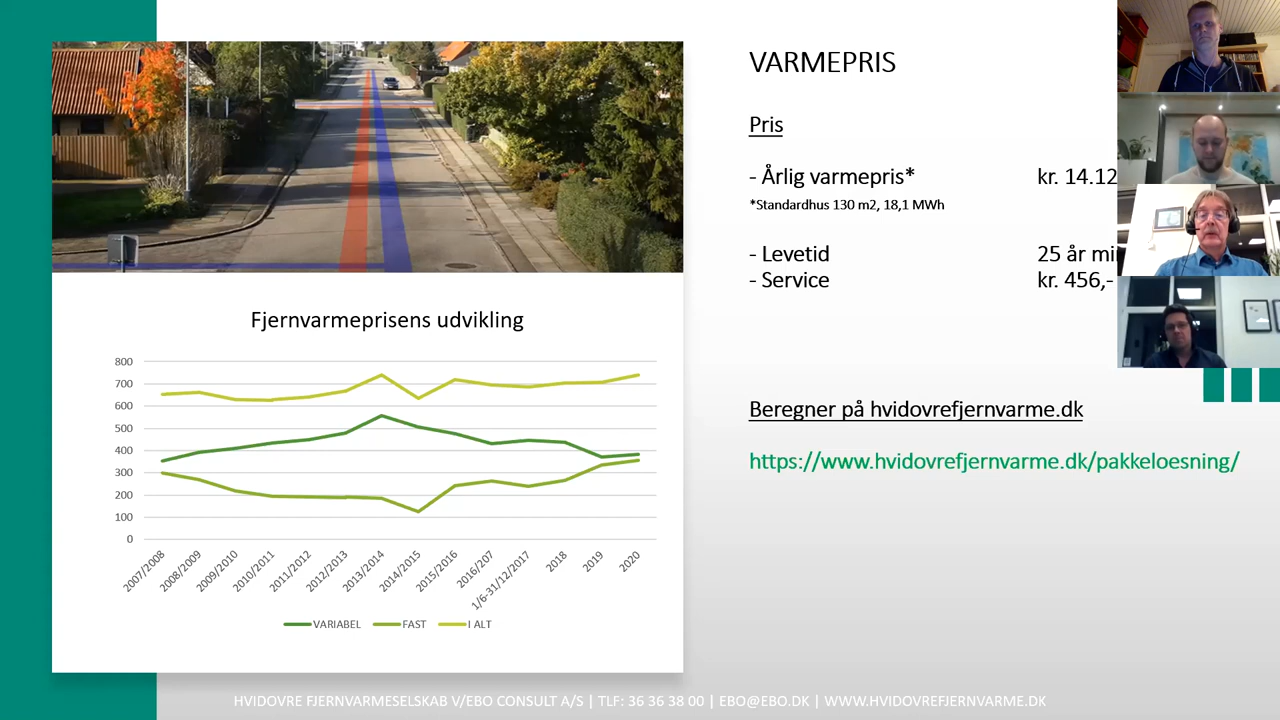 VARMEPRIS
Pris
- Årlig varmepris* kr. 14.12
*Standardhus 130 m2, 18,1 MWh
- Levetid 25 år
- Service kr. 456,-
Beregner på hvidovrefjernvarme.dk
https://www.hvidovrefjernvarme.dk/pakkeloesning/
Fjernvarmeprisens udvikling
800
700
600
500
400
300
200
100
0
2007/2008
2008/2009
2009/2010
2010/2011
2011/2012
2012/2013
2013/2014
2014/2015
2015/2016
2016/207
1/6-31/12/2017
2018
2019
2020
VARIABEL FAST I ALT
HVIDOVRE FJERNVARMESELSKAB V/EBO CONSULT A/S | TLF: 36 36 38 00 | EBO@EBO.DK | WWW.HVIDOVREFJERNVARME.DK